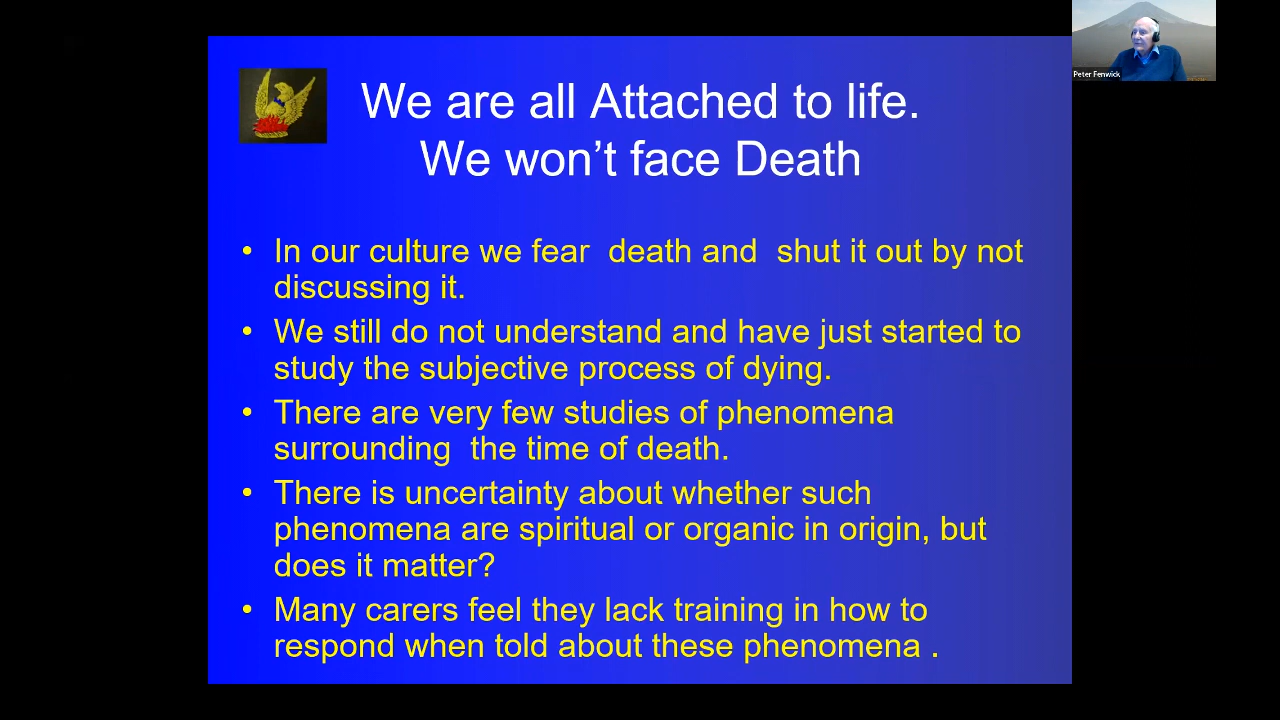 Peter Fenwick
We are all Attached to life.
We won't face Death
• In our culture we fear  death and  shut it out by not
discussing it.
• We still do not understand and have just started to
study the subjective process of dying.
• There are very few studies of phenomena
surrounding  the time of death.
• There is uncertainty about whether such
phenomena are spiritual or organic in origin, but
does it matter?
• Many carers feel they lack training in how to
respond when told about these phenomena .